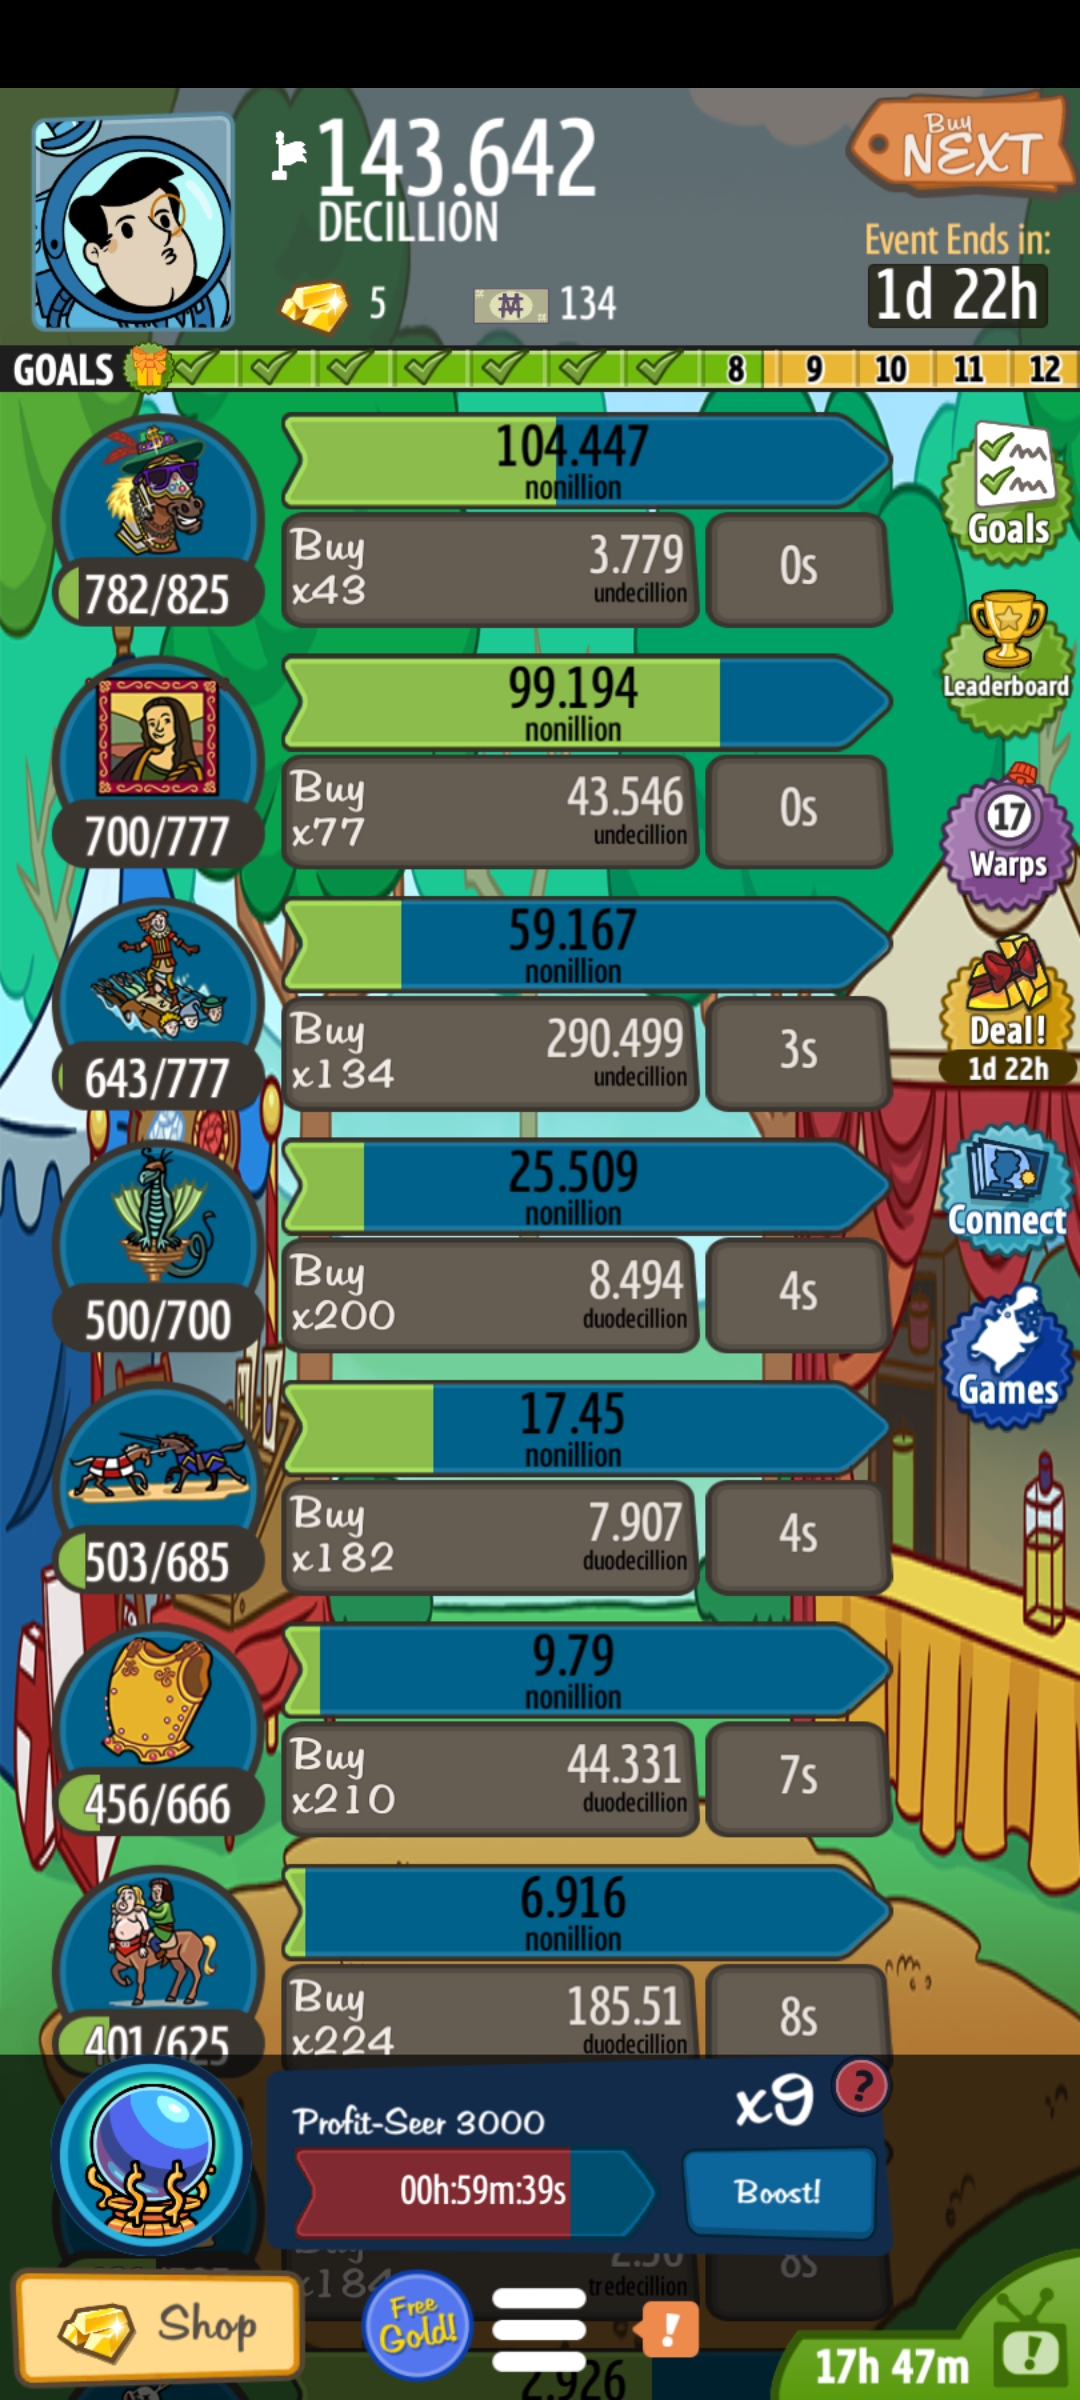 143.642
DECILLION
5
134
Buy
NEXT
Event Ends in:
1d 22h
GOALS
8
9
10
11
12
104.447
nonillion
782/825
Buy
x43
3.779
undecillion
0s
Goals
99.194
nonillion
Leaderboard
700/777
Buy
x77
43.546
undecillion
0s
17
Warps
59.167
nonillion
643/777
Buy
x134
290.499
undecillion
3s
Deal!
1d 22h
25.509
nonillion
Connect
500/700
Buy
x200
8.494
duodecillion
4s
Games
17.45
nonillion
503/685
Buy
x182
7.907
duodecillion
4s
9.79
nonillion
456/666
Buy
x210
44.331
duodecillion
7s
6.916
nonillion
401/625
Buy
x224
185.51
duodecillion
8s
Profit-Seer 3000
x9
?
00h:59m:39s
Boost!
Buy
x184
tredecillion
8s
Shop
Free
Gold!
!
2.926
17h 47m
!